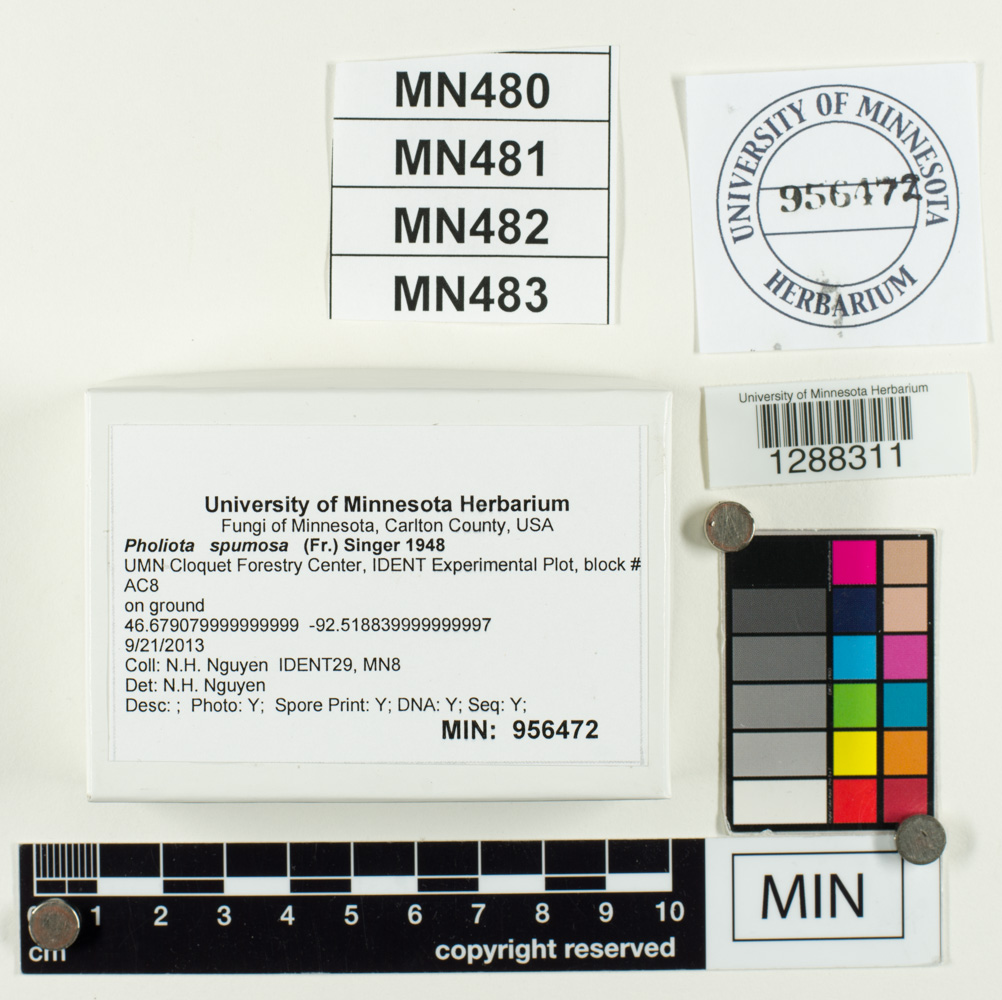 MN480
MN481
MN482
MN483
UNIVERSITY OF MINNESOTA
956472
HERBARIUM
University of Minnesota Herbarium
1288311
University of Minnesota Herbarium
Fungi of Minnesota, Carlton County, USA
Pholiota spumosa (Fr.) Singer 1948
UMN Cloquet Forestry Center, IDENT Experimental Plot, block #
AC8
on ground
46.679079999999999 -92.518839999999997
9/21/2013
Coll: N.H. Nguyen IDENT29, MN8
Det: N.H. Nguyen
Desc: ; Photo: Y; Spore Print: Y; DNA: Y; Seq: Y;
MIN: 956472
1 2 3 4 5 6 7 8 9 10
cm
copyright reserved
MIN